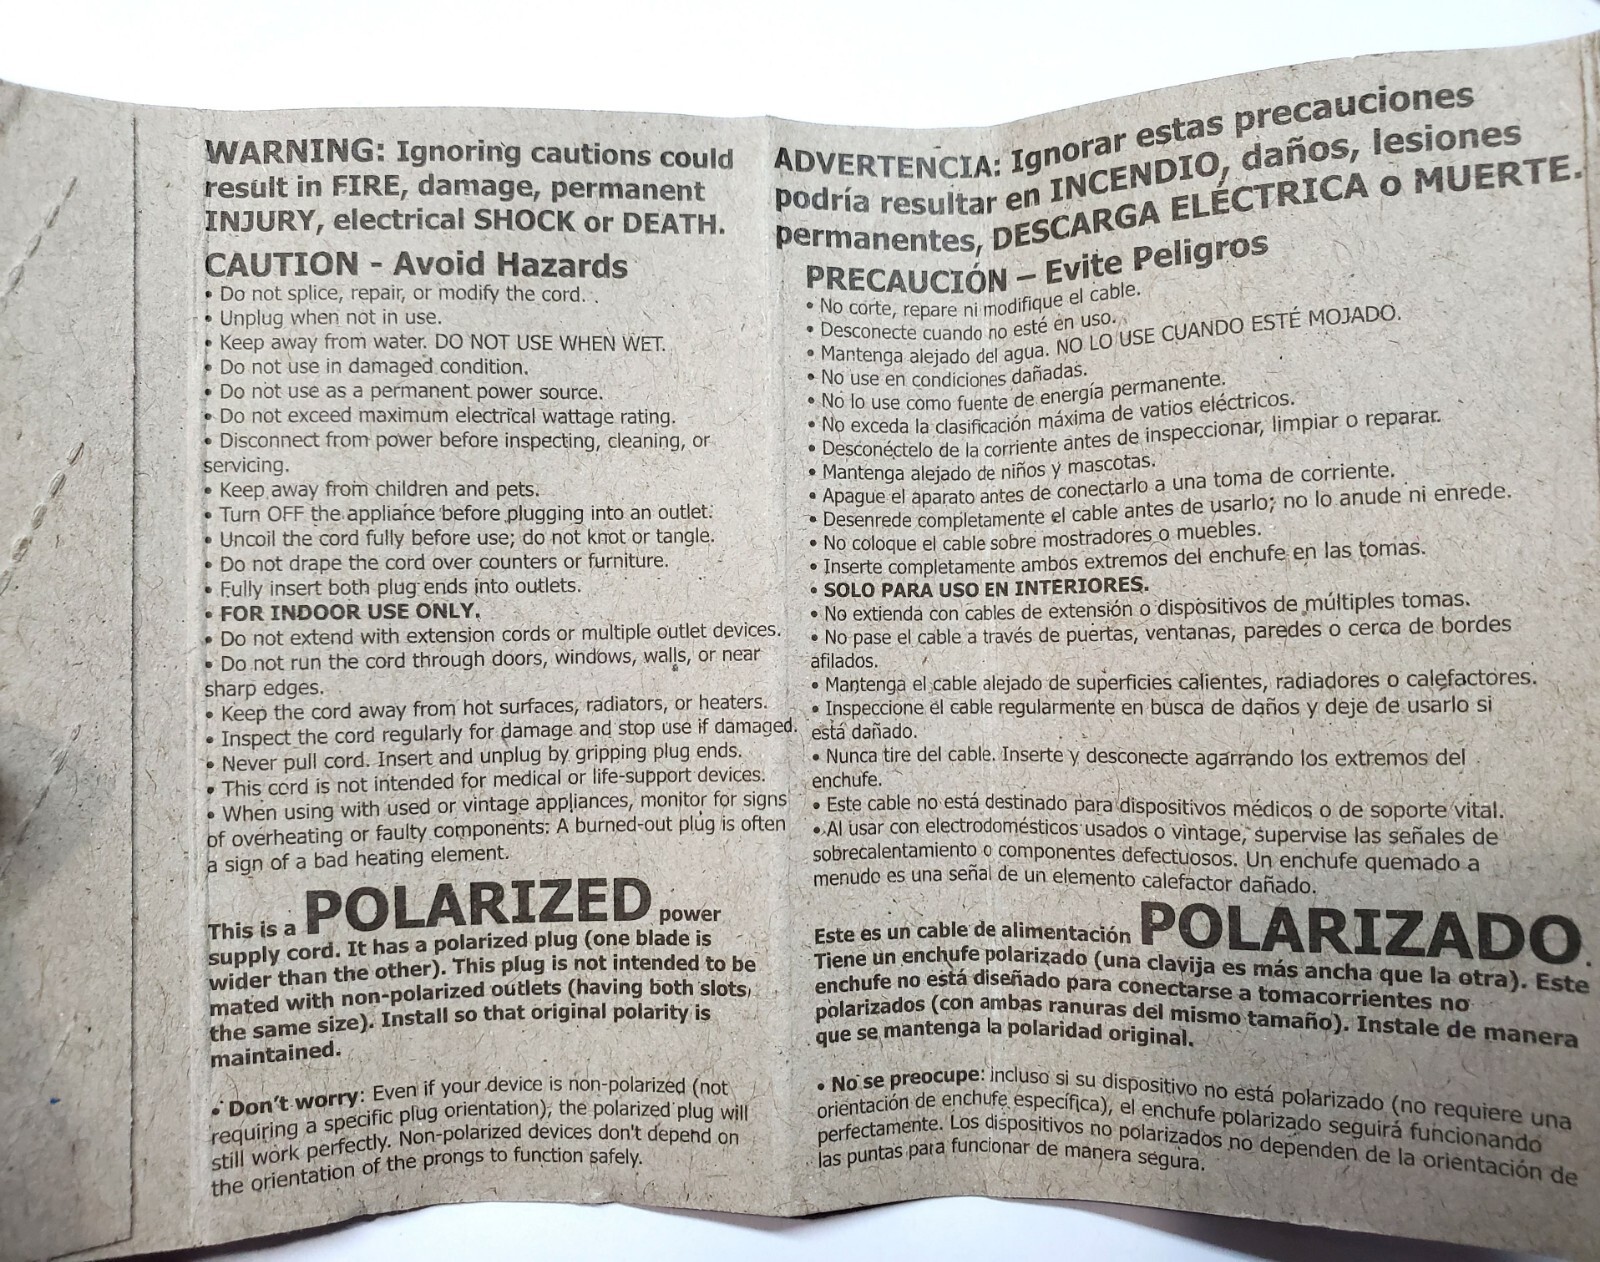 WARNING: Ignoring cautions could
result in FIRE, damage, permanent
INJURY, electrical SHOCK or DEATH.
CAUTION - Avoid Hazards
• Do not splice, repair, or modify the cord.
• Unplug when not in use.
• Keep away from water. DO NOT USE WHEN WET.
• Do not use in damaged condition.
• Do not use as a permanent power source.
• Do not exceed maximum electrical wattage rating.
• Disconnect from power before inspecting, cleaning, or
servicing.
• Keep away from children and pets.
• Turn OFF the appliance before plugging into an outlet.
• Uncoil the cord fully before use; do not knot or tangle.
• Do not drape the cord over counters or furniture.
• Fully insert both plug ends into outlets.
• FOR INDOOR USE ONLY.
• Do not extend with extension cords or multiple outlet devices.
• Do not run the cord through doors, windows, walls, or near
sharp edges.
• Keep the cord away from hot surfaces, radiators, or heaters.
• Inspect the cord regularly for damage and stop use if damaged.
• Never pull cord. Insert and unplug by gripping plug ends.
• This cord is not intended for medical or life-support devices.
• When using with used or vintage appliances, monitor for signs
of overheating or faulty components: A burned-out plug is often
a sign of a bad heating element.
This is a POLARIZED power
supply cord. It has a polarized plug (one blade is
wider than the other). This plug is not intended to be
mated with non-polarized outlets (having both slots
the same size). Install so that original polarity is
maintained.
• Don't worry: Even if your device is non-polarized (not
requiring a specific plug orientation), the polarized plug will
still work perfectly. Non-polarized devices don't depend on
the orientation of the prongs to function safely.
ADVERTENCIA: Ignorar estas precauciones
podría resultar en INCENDIO, daños, lesiones
permanentes, DESCARGA ELÉCTRICA o MUERTE.
PRECAUCIÓN – Evite Peligros
• No corte, repare ni modifique el cable.
• Desconecte cuando no esté en uso.
• Mantenga alejado del agua. NO LO USE CUANDO ESTÉ MOJADO.
• No use en condiciones dañadas.
• No lo use como fuente de energía permanente.
• No exceda la clasificación máxima de vatios eléctricos.
• Desconéctelo de la corriente antes de inspeccionar, limpiar o reparar.
• Mantenga alejado de niños y mascotas.
• Apague el aparato antes de conectarlo a una toma de corriente.
• Desenrede completamente el cable antes de usarlo; no lo anude ni enrede.
• No coloque el cable sobre mostradores o muebles.
• Inserte completamente ambos extremos del enchufe en las tomas.
• SOLO PARA USO EN INTERIORES.
• No extienda con cables de extensión o dispositivos de múltiples tomas.
• No pase el cable a través de puertas, ventanas, paredes o cerca de bordes
afilados.
• Mantenga el cable alejado de superficies calientes, radiadores o calefactores.
• Inspeccione el cable regularmente en busca de daños y deje de usarlo si
está dañado.
• Nunca tire del cable. Inserte y desconecte agarrando los extremos del
enchufe.
• Este cable no está destinado para dispositivos médicos o de soporte vital.
• Al usar con electrodomésticos usados o vintage, supervise las señales de
sobrecalentamiento o componentes defectuosos. Un enchufe quemado a
menudo es una señal de un elemento calefactor dañado.
Este es un cable de alimentación POLARIZADO.
Tiene un enchufe polarizado (una clavija es más ancha que la otra). Este
enchufe no está diseñado para conectarse a tomacorrientes no
polarizados (con ambas ranuras del mismo tamaño). Instale de manera
que se mantenga la polaridad original.
• No se preocupe: incluso si su dispositivo no está polarizado (no requiere una
orientación de enchufe específica), el enchufe polarizado seguirá funcionando
perfectamente. Los dispositivos no polarizados no dependen de la orientación de
las puntas para funcionar de manera segura.